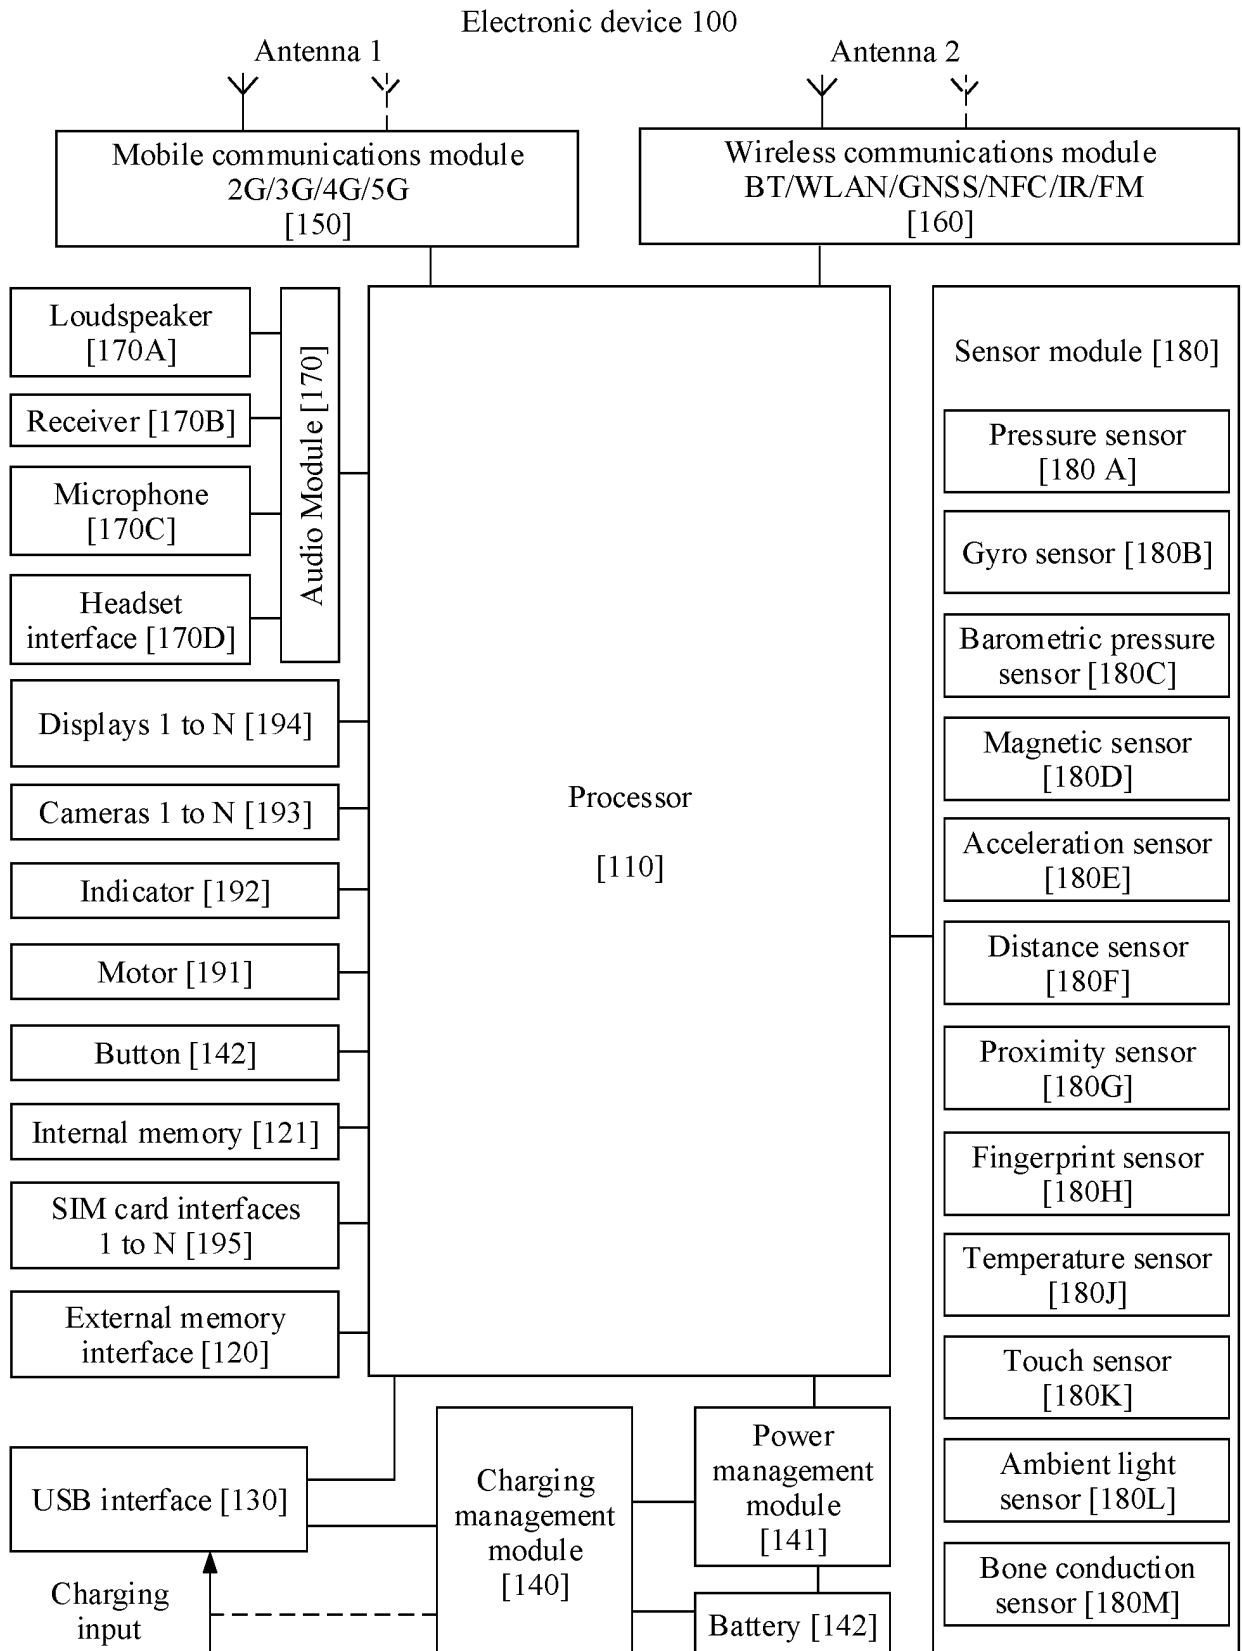 Electronic device 100
Antenna 1
Antenna 2
Mobile communications module
2G/3G/4G/5G
[150]
Wireless communications module
BT/WLAN/GNSS/NFC/IR/FM
[160]
Loudspeaker
[170A]
Receiver [170B]
Microphone
[170C]
Headset
interface [170D]
Audio Module [170]
Displays 1 to N [194]
Cameras 1 to N [193]
Indicator [192]
Motor [191]
Button [142]
Internal memory [121]
SIM card interfaces
1 to N [195]
External memory
interface [120]
Processor
[110]
Sensor module [180]
Pressure sensor
[180 A]
Gyro sensor [180B]
Barometric pressure
sensor [180C]
Magnetic sensor
[180D]
Acceleration sensor
[180E]
Distance sensor
[180F]
Proximity sensor
[180G]
Fingerprint sensor
[180H]
Temperature sensor
[180J]
Touch sensor
[180K]
Ambient light
sensor [180L]
Bone conduction
sensor [180M]
USB interface [130]
Charging
input
Charging
management
module
[140]
Power
management
module
[141]
Battery [142]